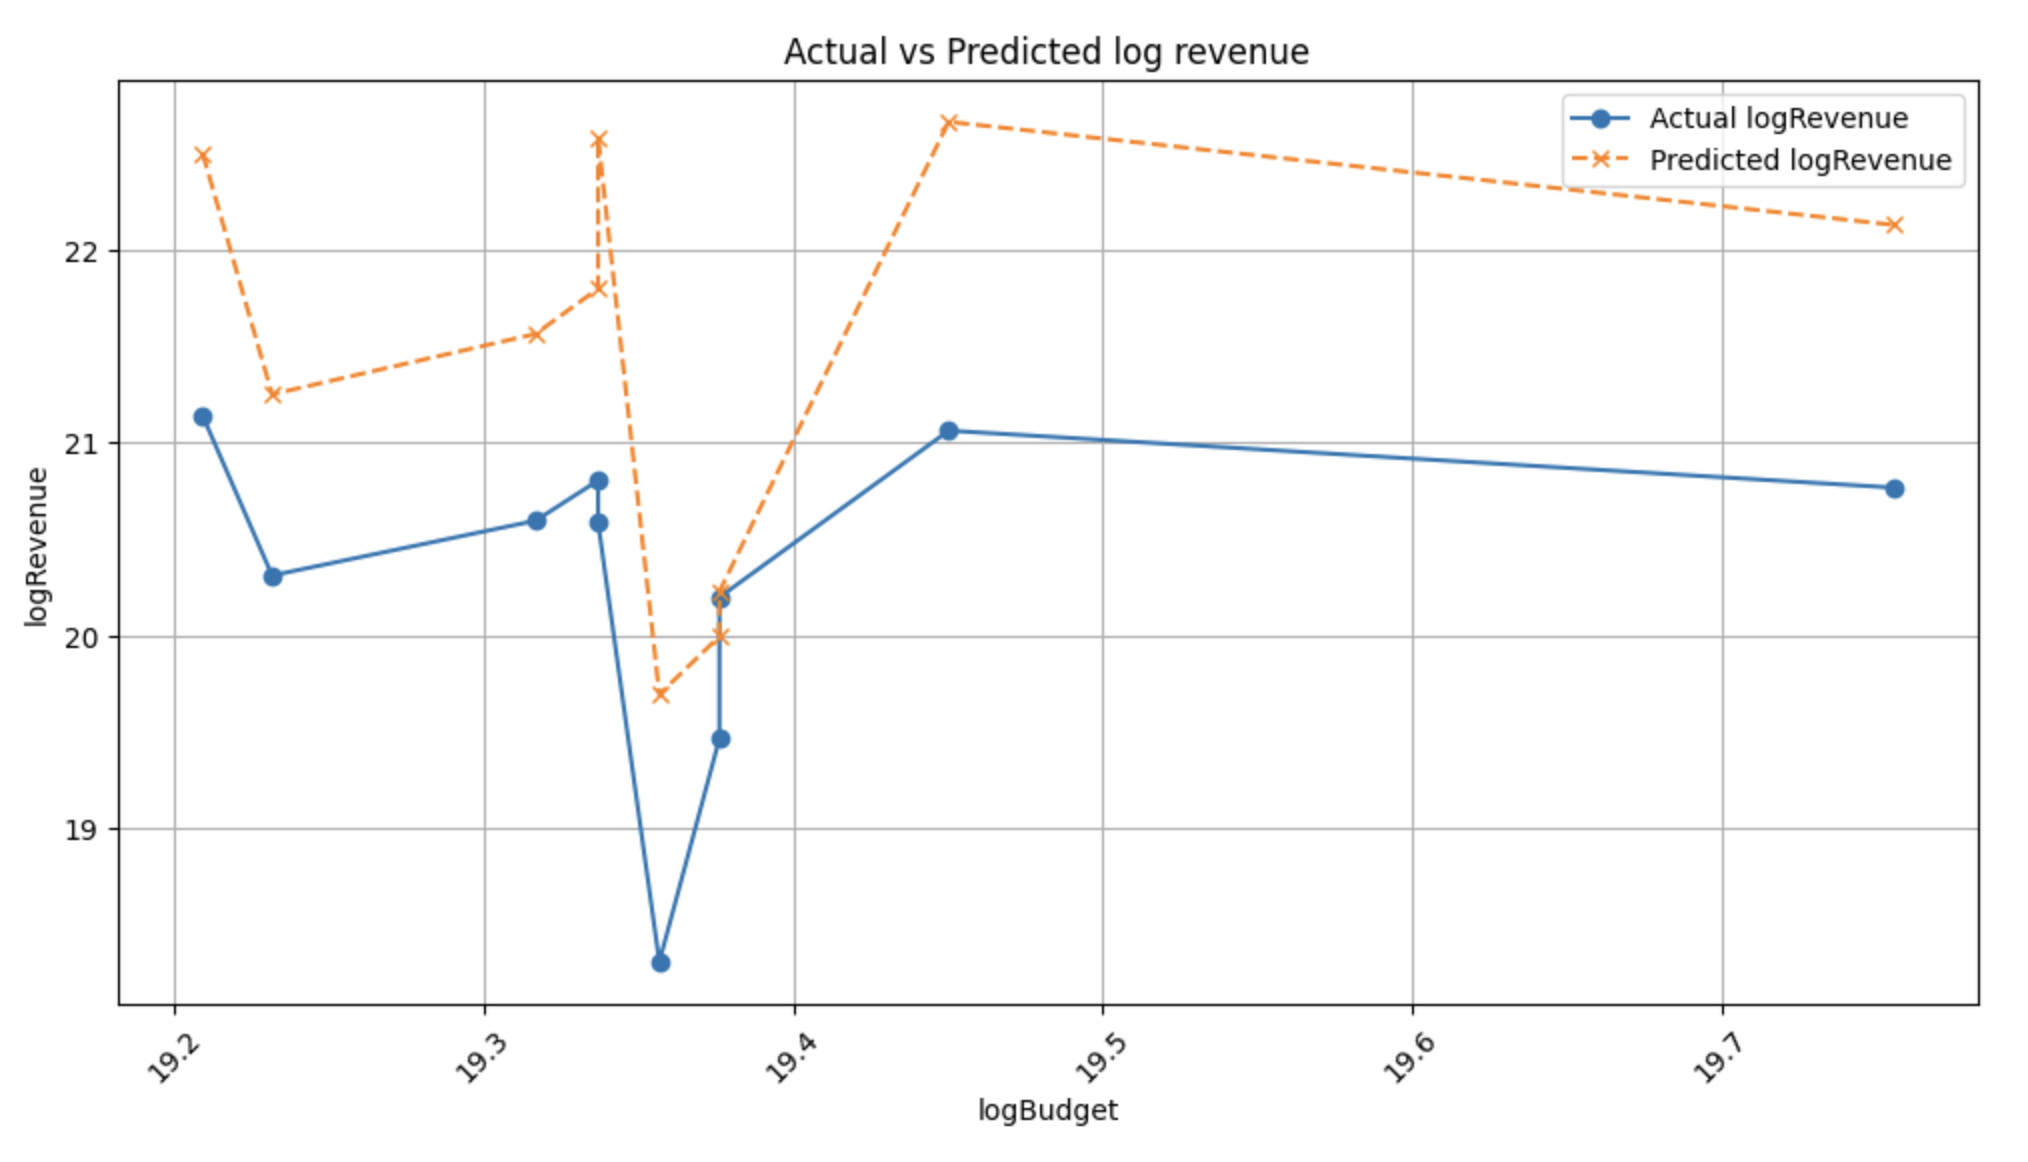 Actual vs Predicted log revenue
Actual logRevenue
Predicted logRevenue
logRevenue
22
21
20
19
19.2
19.3
19.4
19.5
19.6
19.7
logBudget